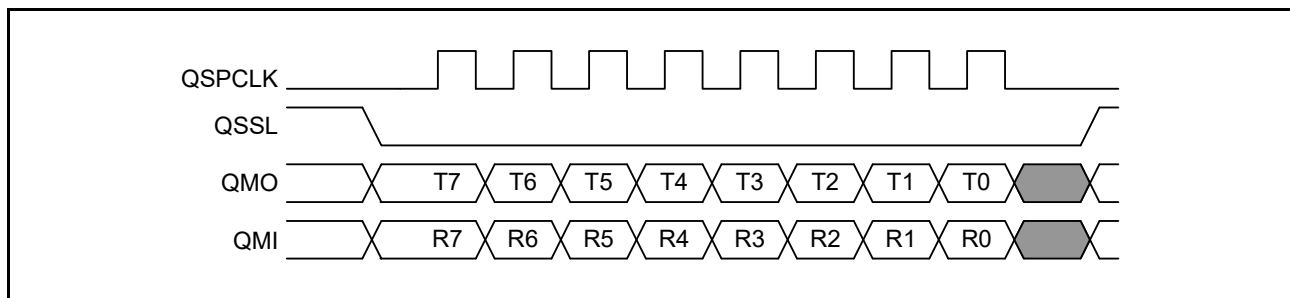 QSPCLK
QSSL
QMO T7 T6 T5 T4 T3 T2 T1 T0
QMI R7 R6 R5 R4 R3 R2 R1 R0